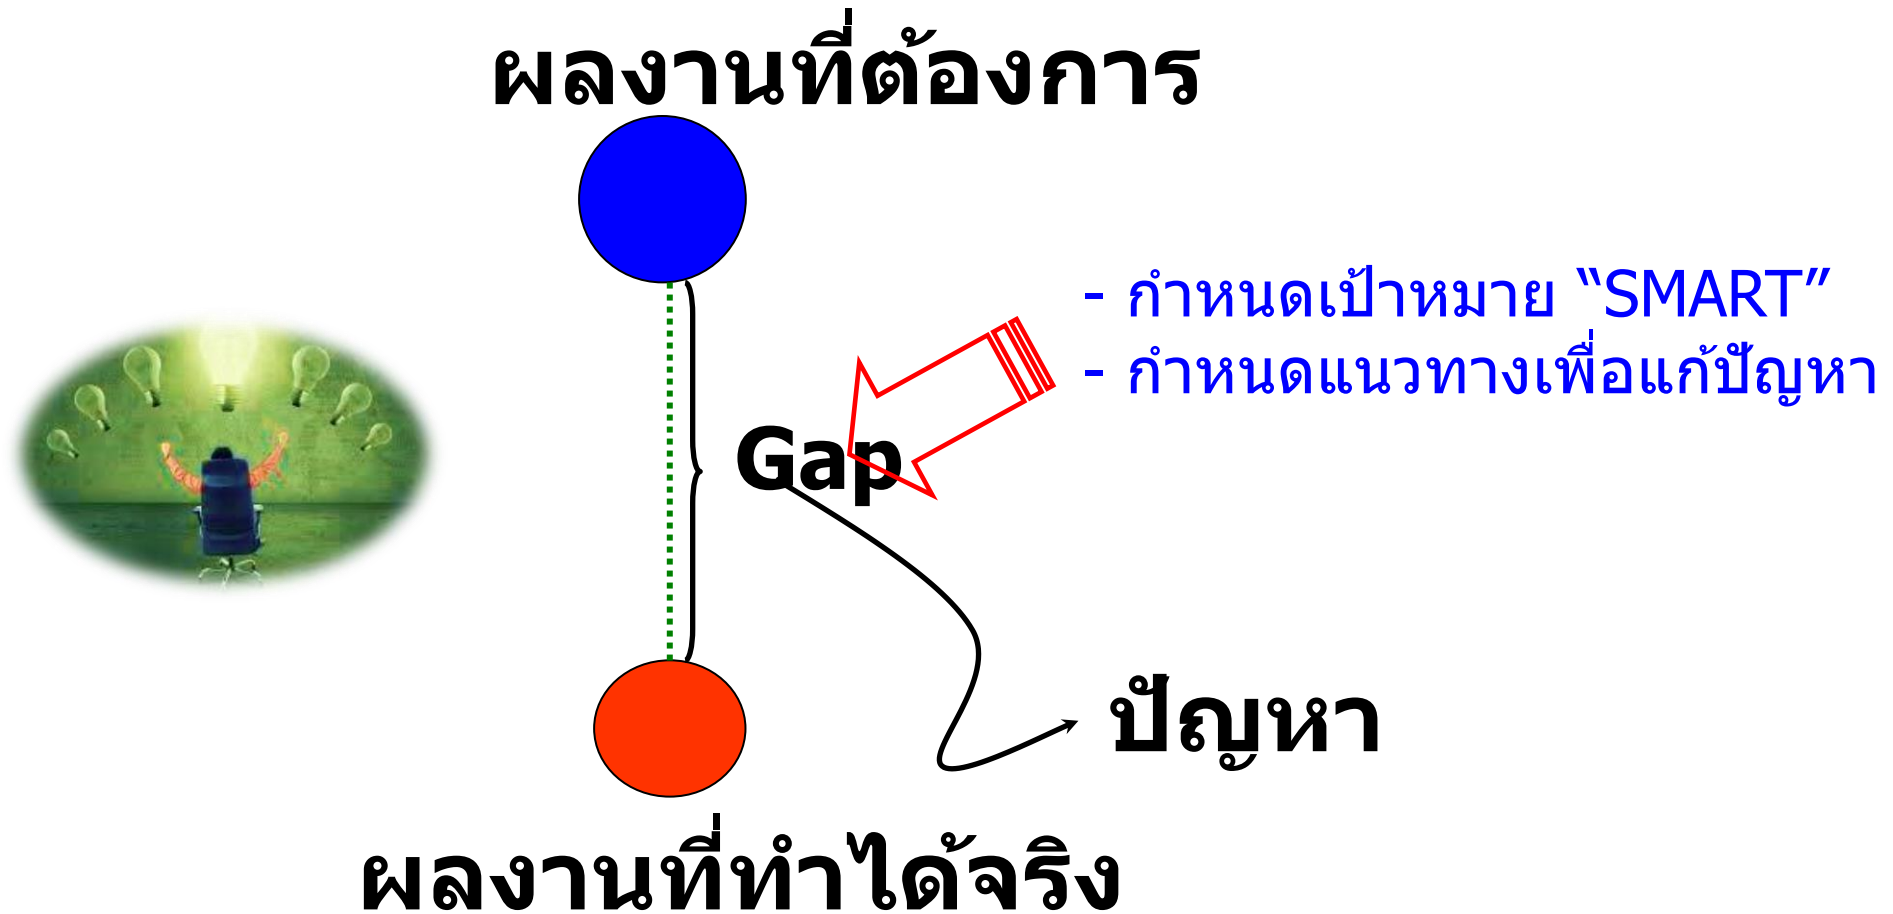 ผลงานที่ต้องการ
- กำหนดเป้าหมาย “SMART”
- กำหนดแนวทางเพื่อแก้ปัญหา
Gap
ปัญหา
ผลงานที่ทำได้จริง